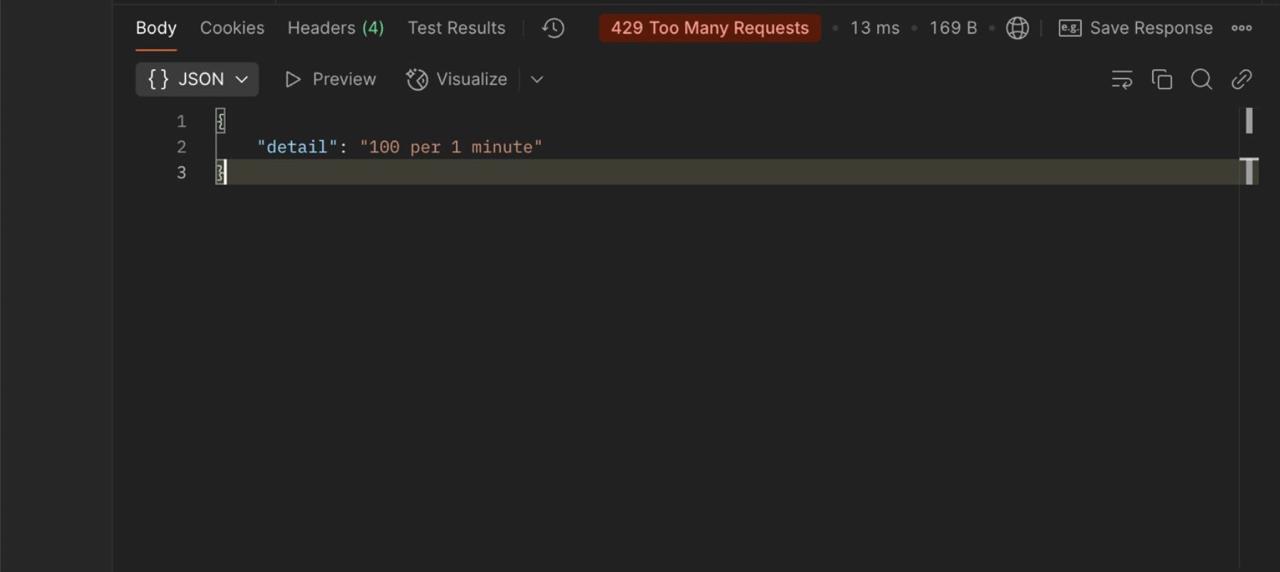 Body Cookies Headers (4) Test Results 429 Too Many Requests • 13 ms • 169 B • e.g. Save Response
{} JSON Preview Visualize
1 {
2 "detail": "100 per 1 minute"
3 }